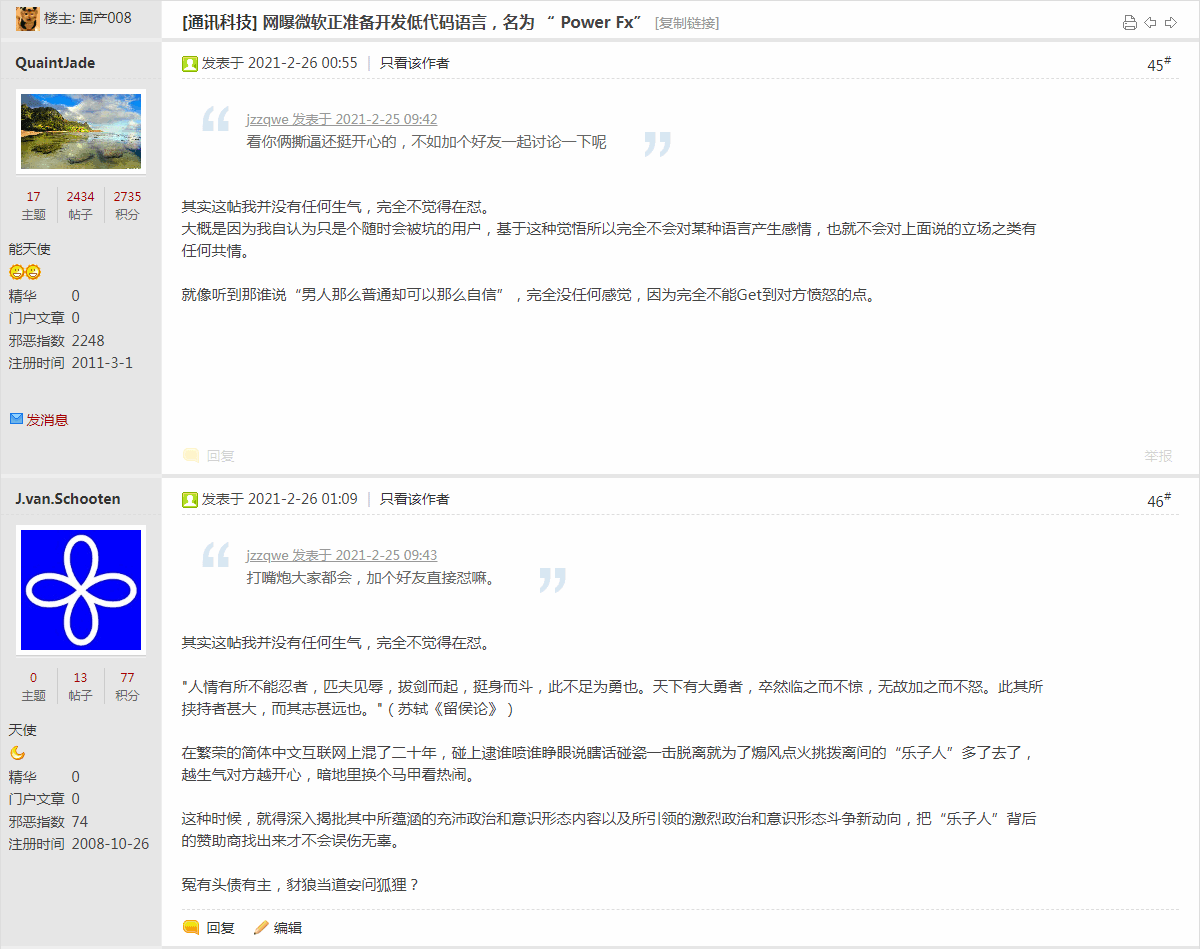 楼主: 国产008
[通讯科技] 网曝微软正准备开发低代码语言，名为 “ Power Fx” [复制链接]
QuaintJade
发表于 2021-2-26 00:55 | 只看该作者
45#
jzzqwe 发表于 2021-2-25 09:42
看你俩撕逼还挺开心的，不如加个好友一起讨论一下呢
17 2434 2735
主题 帖子 积分
能天使
精华 0
门户文章 0
邪恶指数 2248
注册时间 2011-3-1
发消息
其实这帖我并没有任何生气，完全不觉得在怼。
大概是因为我自认为只是个随时会被坑的用户，基于这种觉悟所以完全不会对某种语言产生感情，也就不会对上面说的立场之类有
任何共情。
就像听到那谁说“男人那么普通却可以那么自信”，完全没任何感觉，因为完全不能Get到对方愤怒的点。
回复
举报
J.van.Schooten
发表于 2021-2-26 01:09 | 只看该作者
46#
jzzqwe 发表于 2021-2-25 09:43
打嘴炮大家都会，加个好友直接怼嘛。
0 13 77
主题 帖子 积分
天使
精华 0
门户文章 0
邪恶指数 74
注册时间 2008-10-26
其实这帖我并没有任何生气，完全不觉得在怼。
"人情有所不能忍者，匹夫见辱，拔剑而起，挺身而斗，此不足为勇也。天下有大勇者，卒然临之而不惊，无故加之而不怒。此其所
挟持者甚大，而其志甚远也。"（苏轼《留侯论》）
在繁荣的简体中文互联网上混了二十年，碰上逮谁喷谁睁眼说瞎话碰瓷一击脱离就为了煽风点火挑拨离间的“乐子人”多了去了，
越生气对方越开心，暗地里换个马甲看热闹。
这种时候，就得深入揭批其中所蕴涵的充沛政治和意识形态内容以及所引领的激烈政治和意识形态斗争新动向，把“乐子人”背后
的赞助商找出来才不会误伤无辜。
冤有头债有主，豺狼当道安问狐狸？
回复 编辑